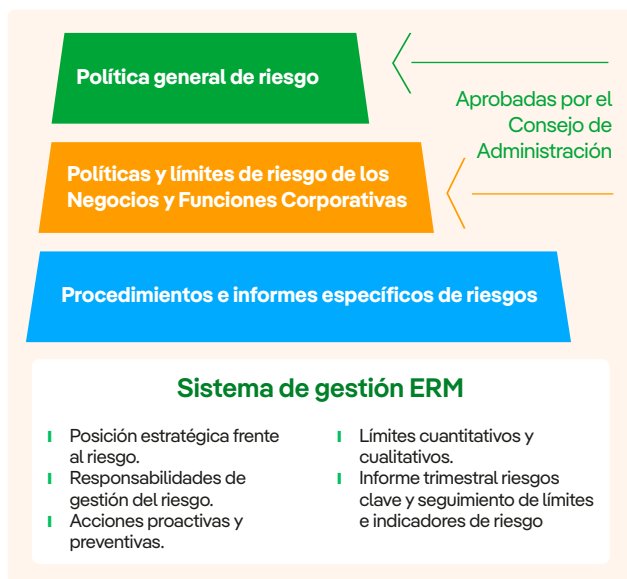 Política general de riesgo
Aprobadas por el
Consejo de
Administración
Políticas y límites de riesgo de los
Negocios y Funciones Corporativas
Procedimientos e informes específicos de riesgos
Sistema de gestión ERM
Posición estratégica frente
al riesgo.
Responsabilidades de
gestión del riesgo.
Acciones proactivas y
preventivas.
Límites cuantitativos y
cualitativos.
Informe trimestral riesgos
clave y seguimiento de límites
e indicadores de riesgo